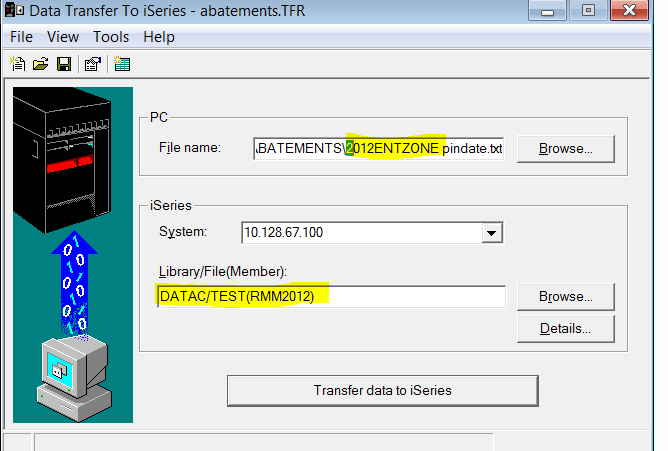 Data Transfer To iSeries - abatements.TFR
File View Tools Help
PC
File name: \BATEMENTS\2012ENTZONE pindate.txt Browse...
iSeries
System: 10.128.67.100
Library/File(Member):
DATAC/TEST(RMM2012) Browse...
Details...
Transfer data to iSeries